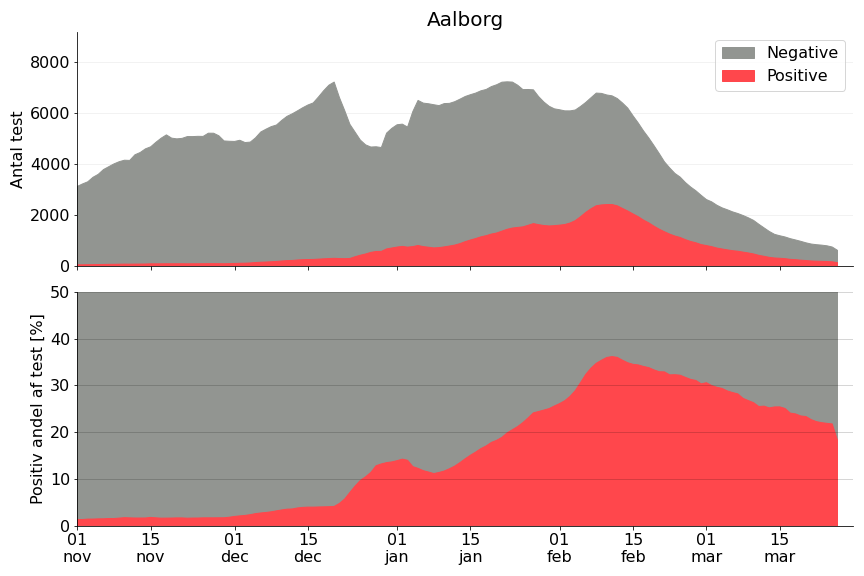 Aalborg
Antal test
8000
6000
4000
2000
0
Negative
Positive
Positiv andel af test [%]
50
40
30
20
10
0
01 15 01 15 01 15 01 15 01 15
nov nov dec dec jan jan feb feb mar mar